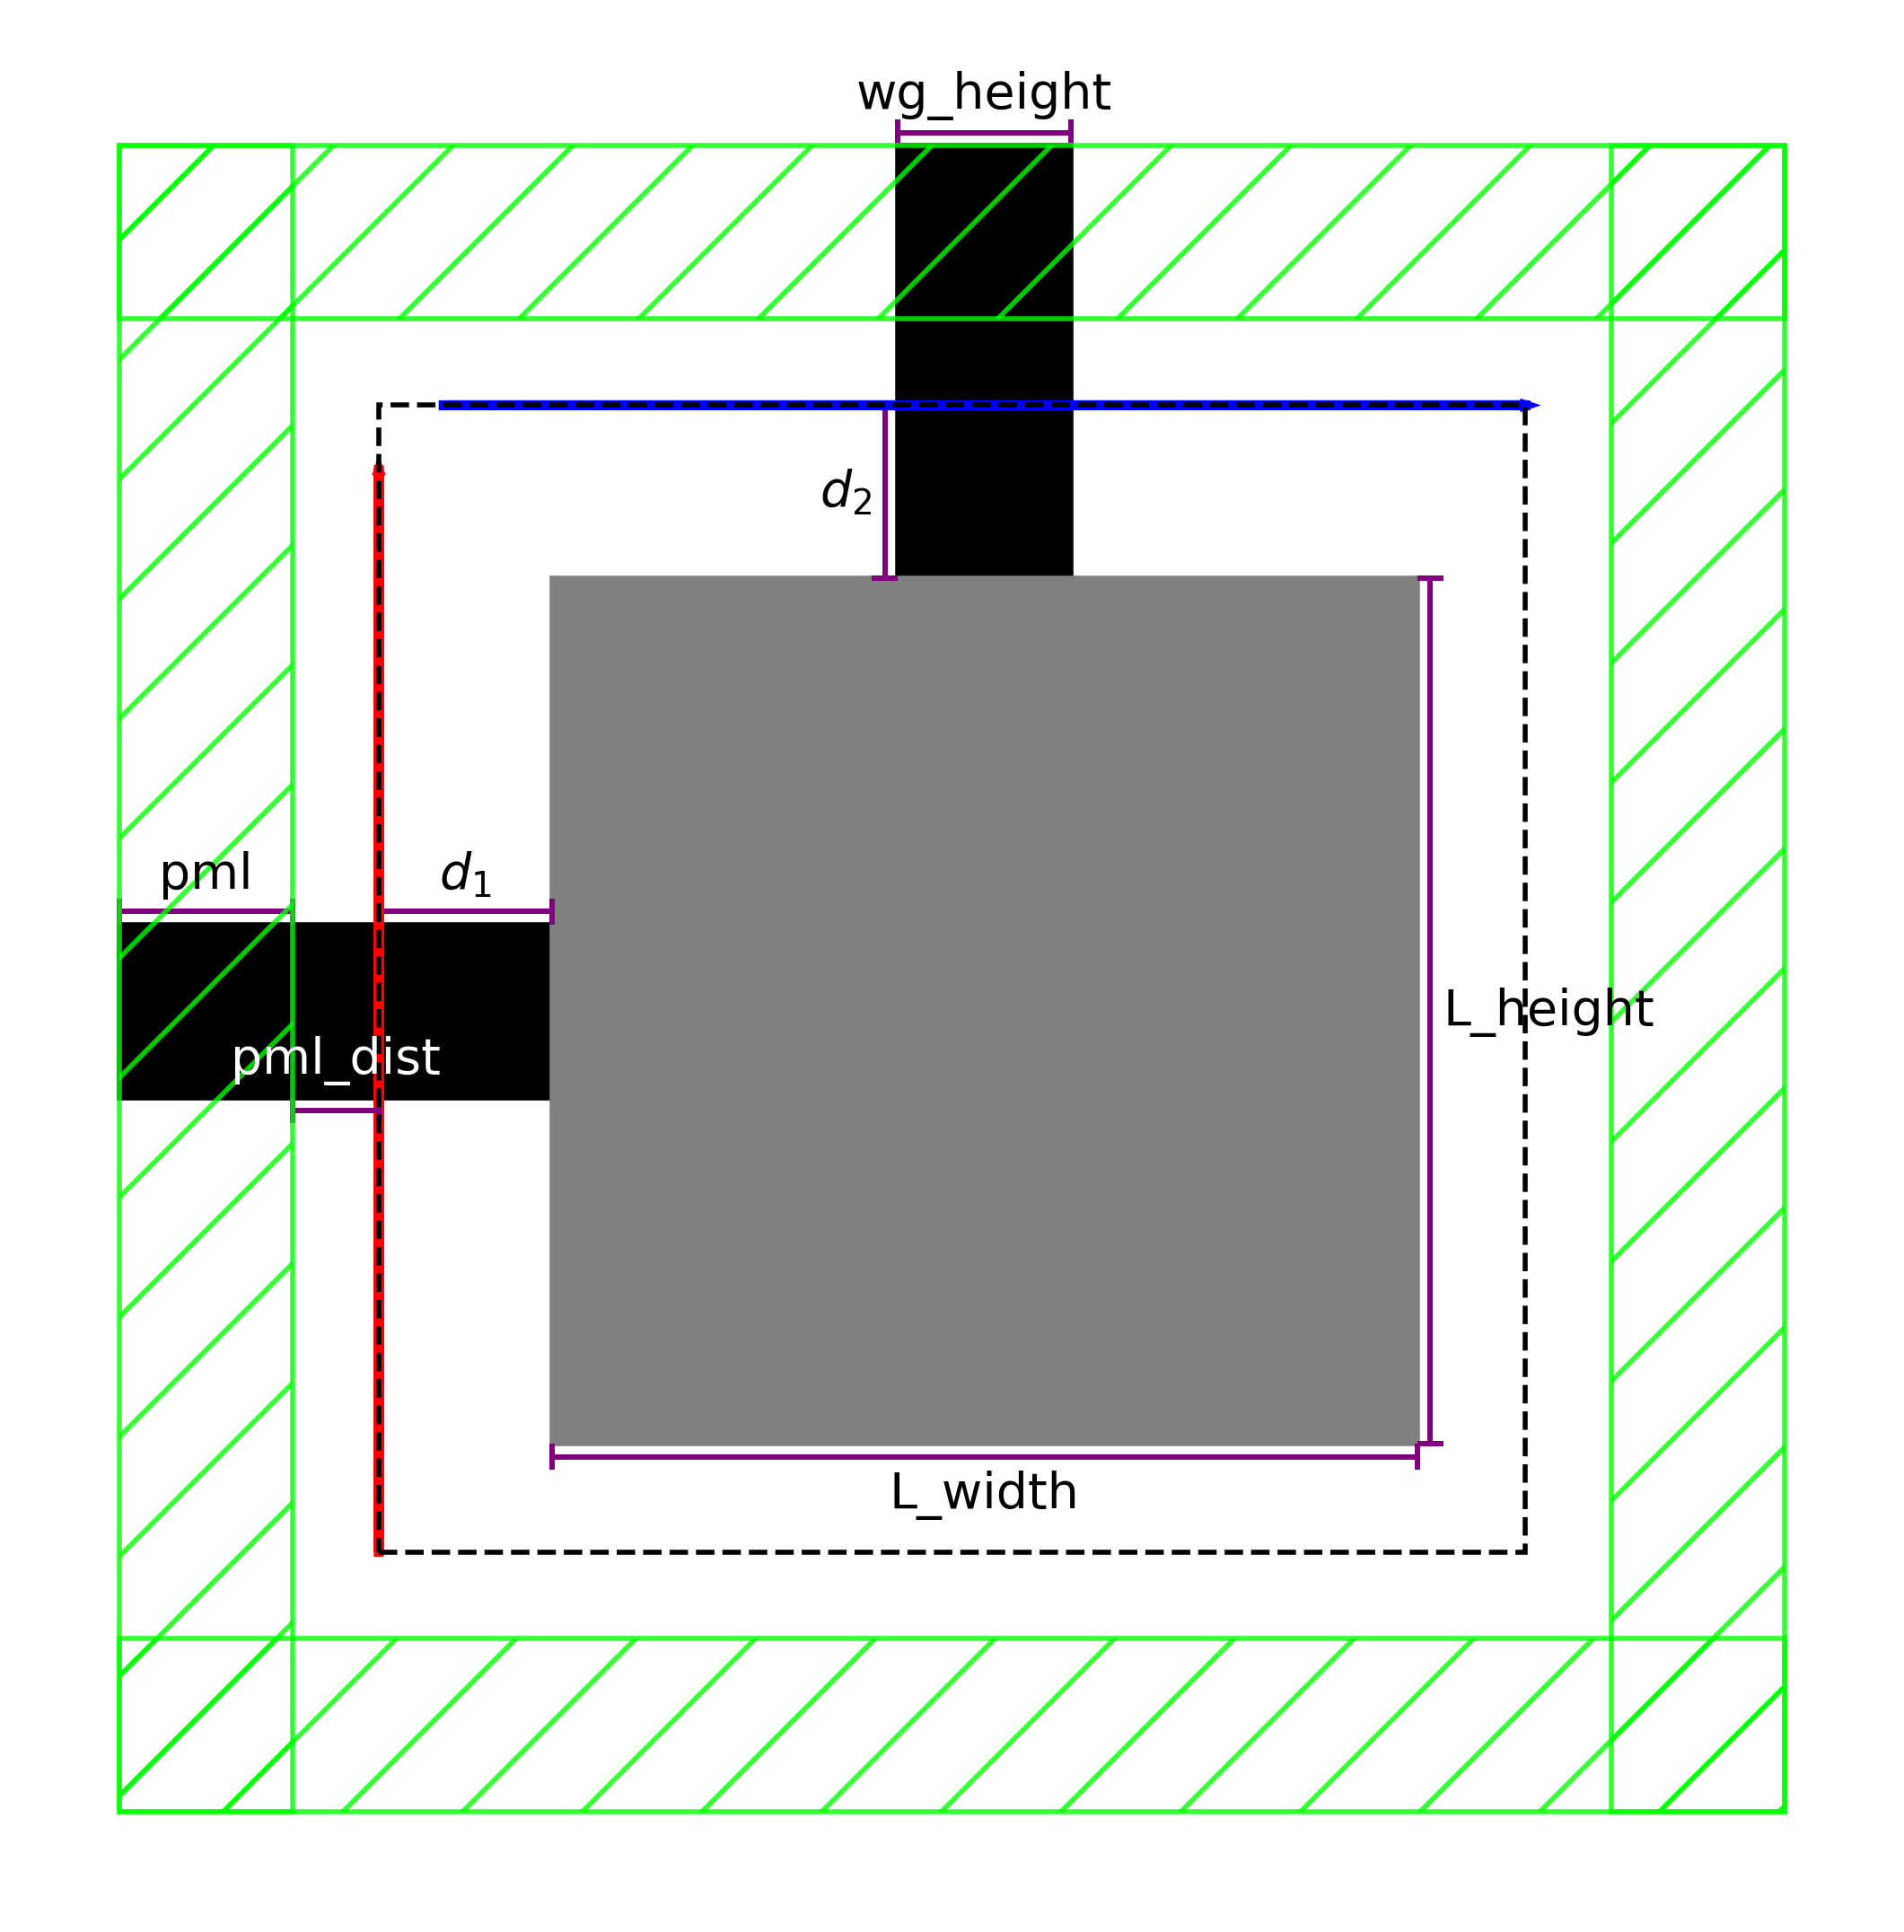 wg_height
d₂
pml
d₁
L_height
pml_dist
L_width